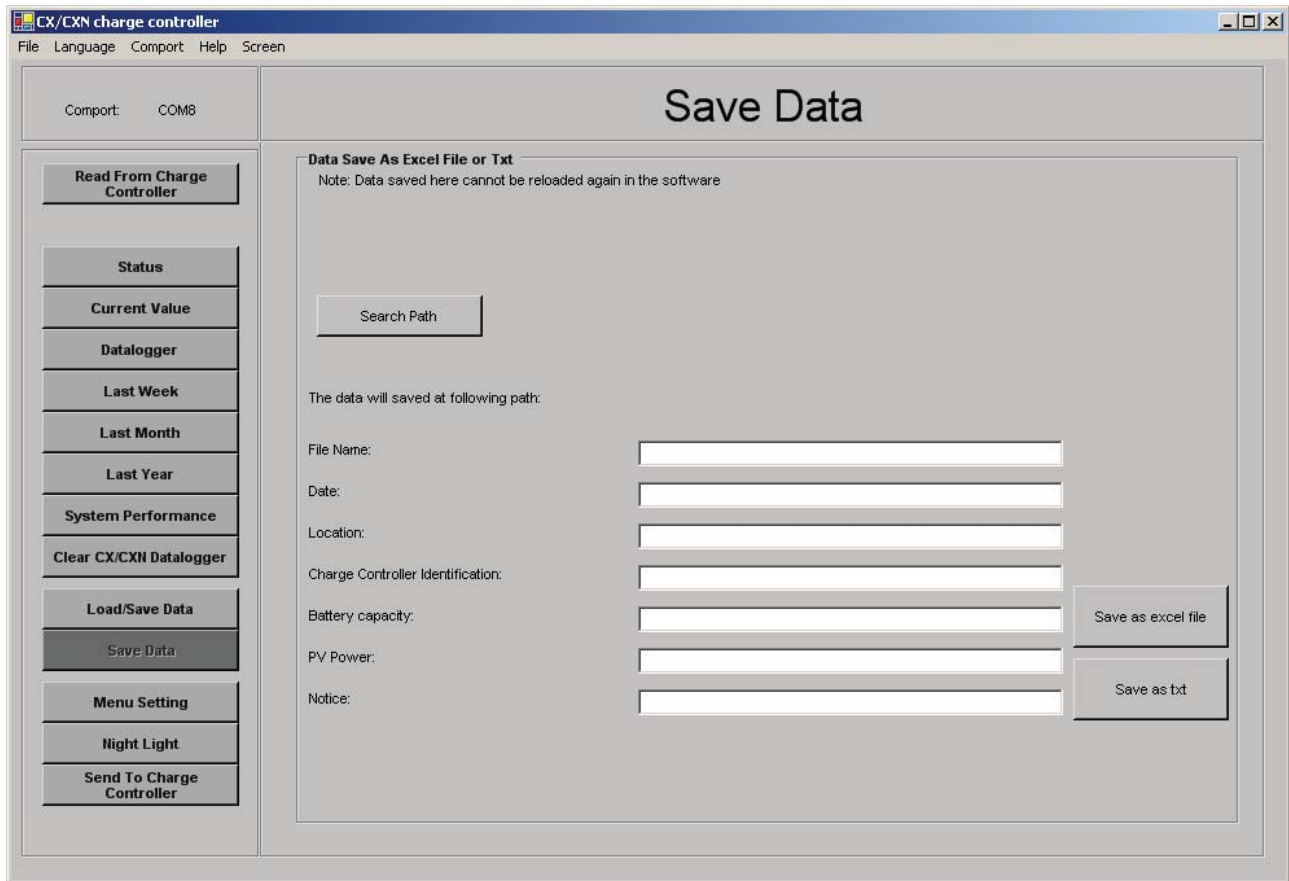 CX/CXN charge controller
File Language Comport Help Screen
Comport: COM8
Save Data
Read From Charge
Controller
Status
Current Value
Datalogger
Last Week
Last Month
Last Year
System Performance
Clear CX/CXN Datalogger
Load/Save Data
Save Data
Menu Setting
Night Light
Send To Charge
Controller
Data Save As Excel File or Txt
Note: Data saved here cannot be reloaded again in the software
Search Path
The data will saved at following path:
File Name:
Date:
Location:
Charge Controller Identification:
Battery capacity:
PV Power:
Notice:
Save as excel file
Save as txt